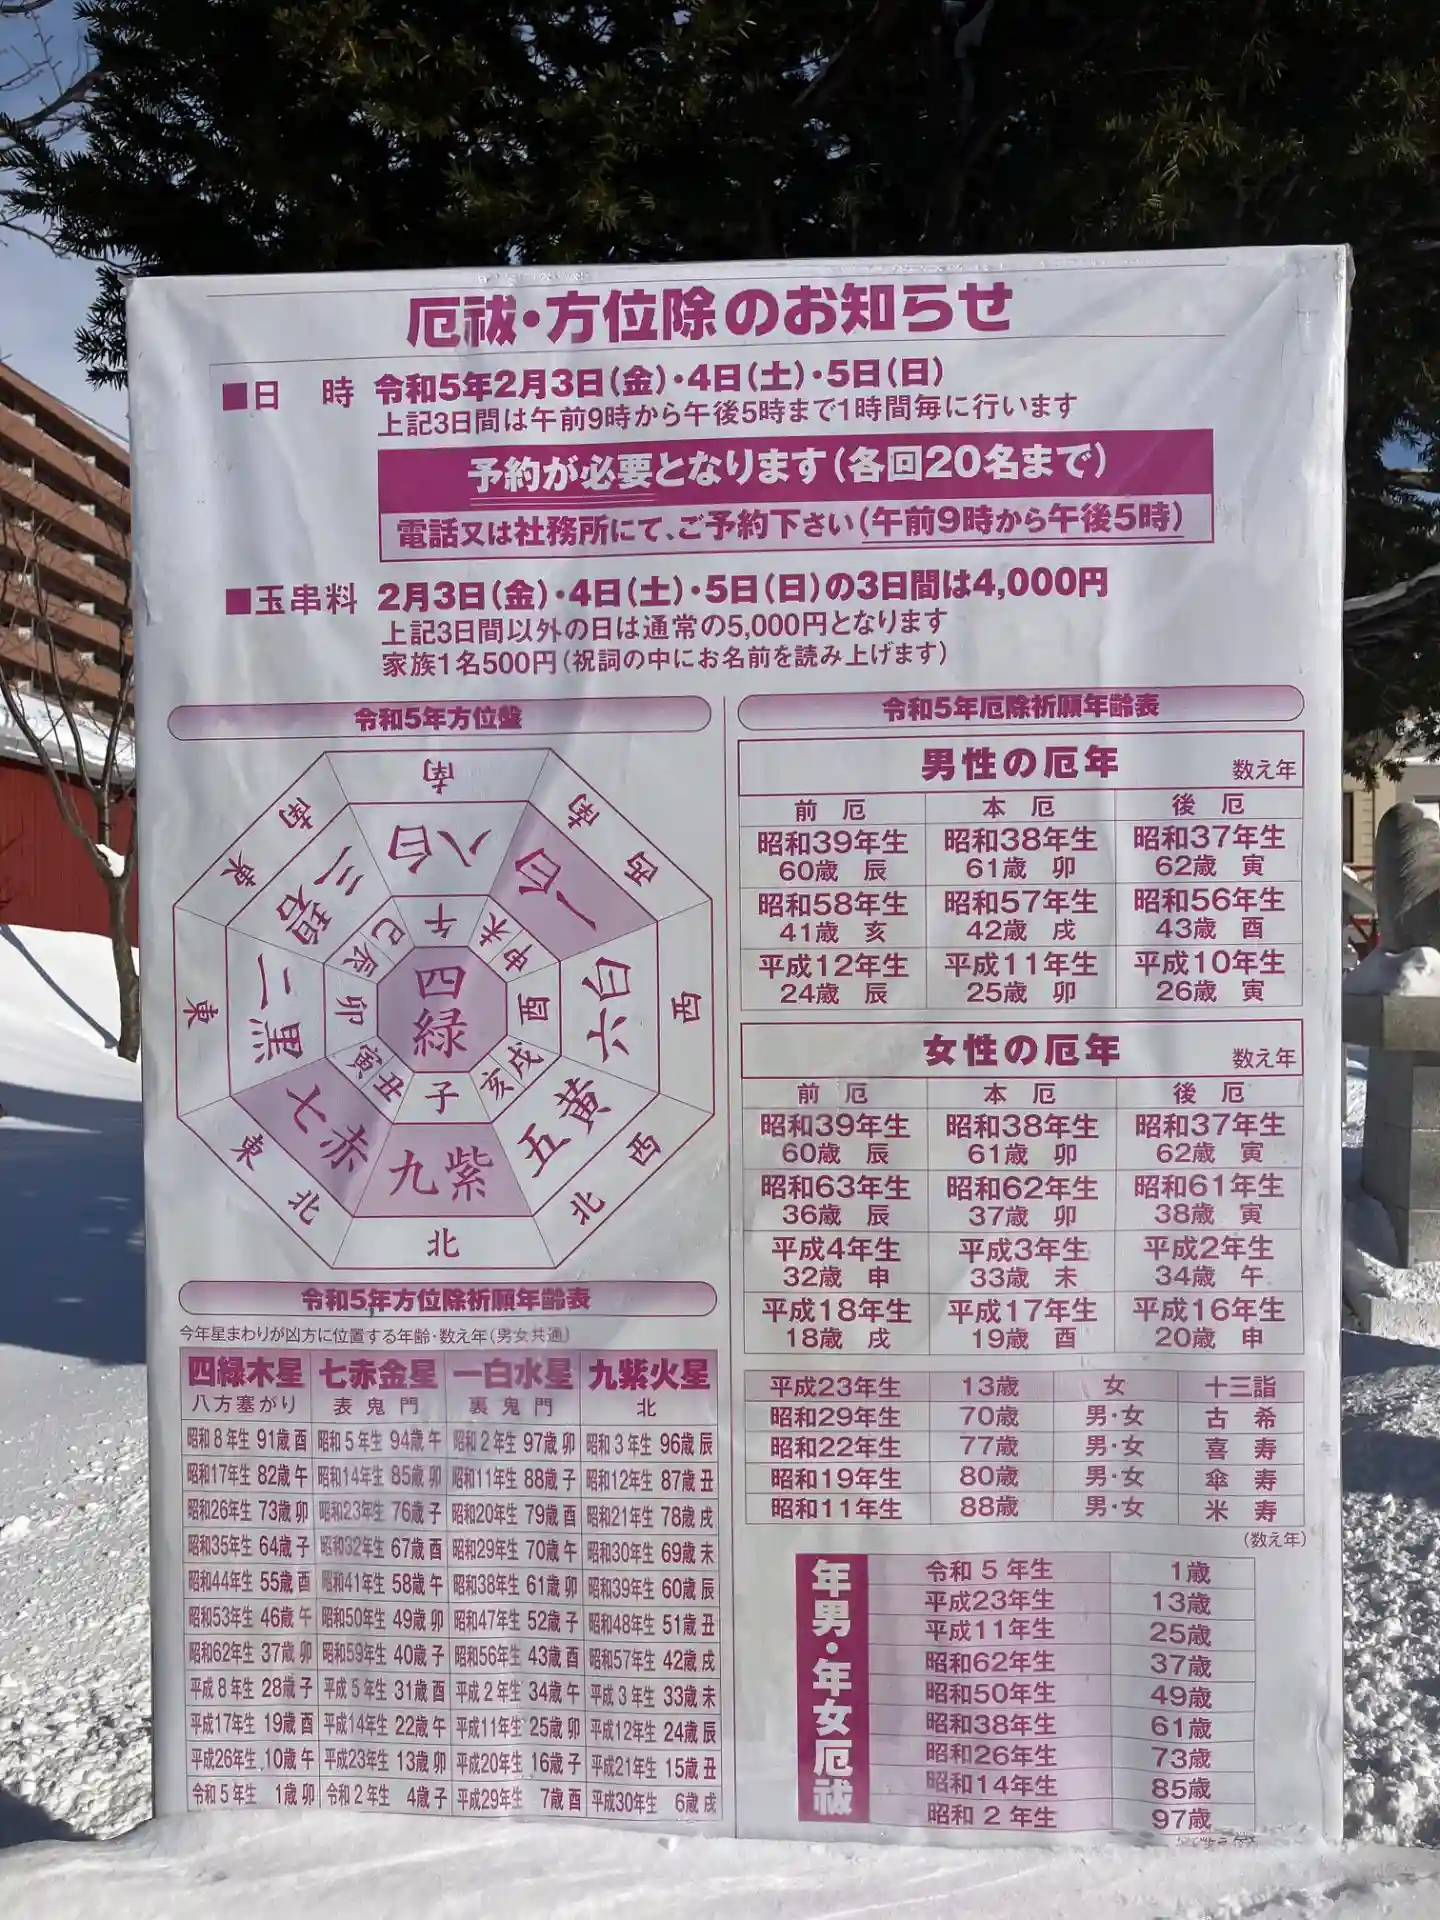 厄祓・方位除のお知らせ
■日　時 令和5年2月3日(金)・4日(土)・5日(日)
上記3日間は午前9時から午後5時まで1時間毎に行います
予約が必要となります(各回20名まで)
電話又は社務所にて、ご予約下さい(午前9時から午後5時)
■玉串料 2月3日(金)・4日(土)・5日(日)の3日間は4,000円
上記3日間以外の日は通常の5,000円となります
家族1名500円(祝詞の中にお名前を読み上げます)
令和5年方位盤
南
南 西
西
西 北
北
北 東
東
東 南
八白
一白
六白
五黄
九紫
七赤
二黒
三碧
午
未 申
酉
戌 亥
子
丑 寅
卯
辰 巳
四緑
令和5年方位除祈願年齢表
今年星まわりが凶方に位置する年齢・数え年(男女共通)
四緑木星 七赤金星 一白水星 九紫火星
八方塞がり 表鬼門 裏鬼門 北
昭和8年生 91歳 酉 昭和5年生 94歳 午 昭和2年生 97歳 卯 昭和3年生 96歳 辰
昭和17年生 82歳 午 昭和14年生 85歳 卯 昭和11年生 88歳 子 昭和12年生 87歳 丑
昭和26年生 73歳 卯 昭和23年生 76歳 子 昭和20年生 79歳 酉 昭和21年生 78歳 戌
昭和35年生 64歳 子 昭和32年生 67歳 酉 昭和29年生 70歳 午 昭和30年生 69歳 未
昭和44年生 55歳 酉 昭和41年生 58歳 午 昭和38年生 61歳 卯 昭和39年生 60歳 辰
昭和53年生 46歳 午 昭和50年生 49歳 卯 昭和47年生 52歳 子 昭和48年生 51歳 丑
昭和62年生 37歳 卯 昭和59年生 40歳 子 昭和56年生 43歳 酉 昭和57年生 42歳 戌
平成8年生 28歳 子 平成5年生 31歳 酉 平成2年生 34歳 午 平成3年生 33歳 未
平成17年生 19歳 酉 平成14年生 22歳 午 平成11年生 25歳 卯 平成12年生 24歳 辰
平成26年生 10歳 午 平成23年生 13歳 卯 平成20年生 16歳 子 平成21年生 15歳 丑
令和5年生 1歳 卯 令和2年生 4歳 子 平成29年生 7歳 酉 平成30年生 6歳 戌
令和5年厄除祈願年齢表
男性の厄年 数え年
前厄 本厄 後厄
昭和39年生 昭和38年生 昭和37年生
60歳 辰 61歳 卯 62歳 寅
昭和58年生 昭和57年生 昭和56年生
41歳 亥 42歳 戌 43歳 酉
平成12年生 平成11年生 平成10年生
24歳 辰 25歳 卯 26歳 寅
女性の厄年 数え年
前厄 本厄 後厄
昭和39年生 昭和38年生 昭和37年生
60歳 辰 61歳 卯 62歳 寅
昭和63年生 昭和62年生 昭和61年生
36歳 辰 37歳 卯 38歳 寅
平成4年生 平成3年生 平成2年生
32歳 申 33歳 未 34歳 午
平成18年生 平成17年生 平成16年生
18歳 戌 19歳 酉 20歳 申
平成23年生 13歳 女 十三詣
昭和29年生 70歳 男・女 古希
昭和22年生 77歳 男・女 喜寿
昭和19年生 80歳 男・女 傘寿
昭和11年生 88歳 男・女 米寿
(数え年)
年男・年女厄祓
令和5年生 1歳
平成23年生 13歳
平成11年生 25歳
昭和62年生 37歳
昭和50年生 49歳
昭和38年生 61歳
昭和26年生 73歳
昭和14年生 85歳
昭和2年生 97歳